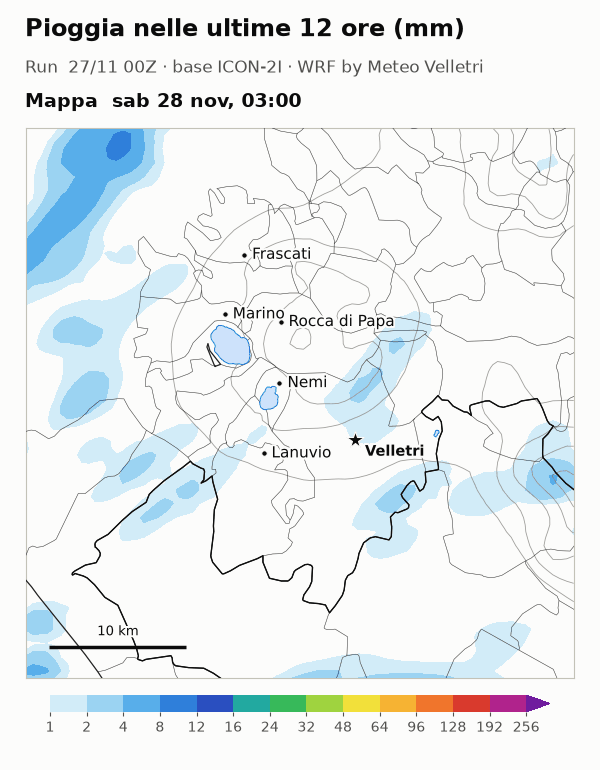 Pioggia nelle ultime 12 ore (mm)
Run  27/11 00Z · base ICON-2I · WRF by Meteo Velletri
Mappa  sab 28 nov, 03:00
Frascati
Marino
Rocca di Papa
Nemi
Velletri
Lanuvio
10 km
1 2 4 8 12 16 24 32 48 64 96 128 192 256